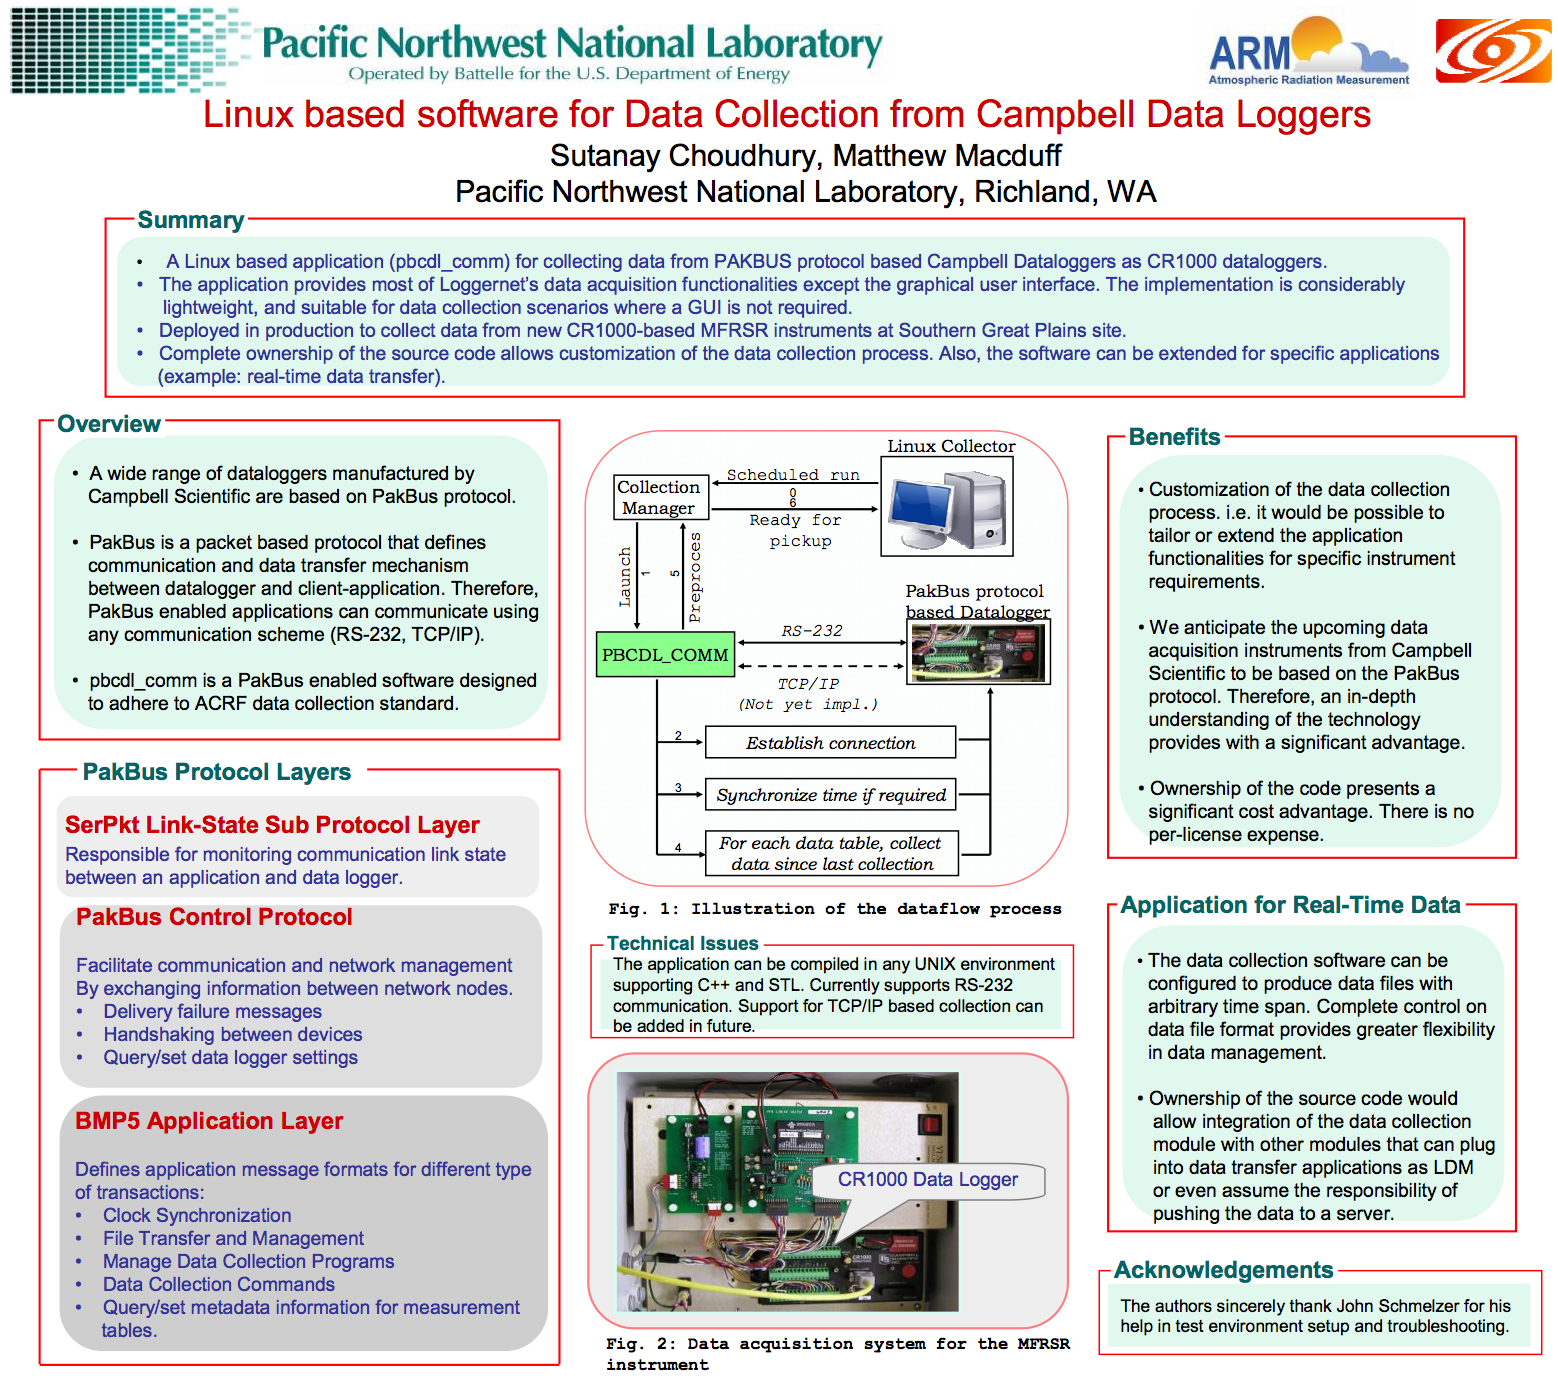 Pacific Northwest National Laboratory
Operated by Battelle for the U.S. Department of Energy
ARM
Atmospheric Radiation Measurement
Linux based software for Data Collection from Campbell Data Loggers
Sutanay Choudhury, Matthew Macduff
Pacific Northwest National Laboratory, Richland, WA
Summary
• A Linux based application (pbcdl_comm) for collecting data from PAKBUS protocol based Campbell Dataloggers as CR1000 dataloggers.
• The application provides most of Loggernet's data acquisition functionalities except the graphical user interface. The implementation is considerably
lightweight, and suitable for data collection scenarios where a GUI is not required.
• Deployed in production to collect data from new CR1000-based MFRSR instruments at Southern Great Plains site.
• Complete ownership of the source code allows customization of the data collection process. Also, the software can be extended for specific applications
(example: real-time data transfer).
Overview
• A wide range of dataloggers manufactured by
Campbell Scientific are based on PakBus protocol.
• PakBus is a packet based protocol that defines
communication and data transfer mechanism
between datalogger and client-application. Therefore,
PakBus enabled applications can communicate using
any communication scheme (RS-232, TCP/IP).
• pbcdl_comm is a PakBus enabled software designed
to adhere to ACRF data collection standard.
PakBus Protocol Layers
SerPkt Link-State Sub Protocol Layer
Responsible for monitoring communication link state
between an application and data logger.
PakBus Control Protocol
Facilitate communication and network management
By exchanging information between network nodes.
• Delivery failure messages
• Handshaking between devices
• Query/set data logger settings
BMP5 Application Layer
Defines application message formats for different type
of transactions:
• Clock Synchronization
• File Transfer and Management
• Manage Data Collection Programs
• Data Collection Commands
• Query/set metadata information for measurement
tables.
Linux Collector
Collection
Manager
Scheduled run
0
6
Ready for
pickup
Launch
1
5
Preproces
PakBus protocol
based Datalogger
PBCDL_COMM
RS-232
TCP/IP
(Not yet impl.)
2
Establish connection
3
Synchronize time if required
4
For each data table, collect
data since last collection
Fig. 1: Illustration of the dataflow process
Technical Issues
The application can be compiled in any UNIX environment
supporting C++ and STL. Currently supports RS-232
communication. Support for TCP/IP based collection can
be added in future.
CR1000 Data Logger
CR1000
Fig. 2: Data acquisition system for the MFRSR
instrument
Benefits
• Customization of the data collection
process. i.e. it would be possible to
tailor or extend the application
functionalities for specific instrument
requirements.
• We anticipate the upcoming data
acquisition instruments from Campbell
Scientific to be based on the PakBus
protocol. Therefore, an in-depth
understanding of the technology
provides with a significant advantage.
• Ownership of the code presents a
significant cost advantage. There is no
per-license expense.
Application for Real-Time Data
• The data collection software can be
configured to produce data files with
arbitrary time span. Complete control on
data file format provides greater flexibility
in data management.
• Ownership of the source code would
allow integration of the data collection
module with other modules that can plug
into data transfer applications as LDM
or even assume the responsibility of
pushing the data to a server.
Acknowledgements
The authors sincerely thank John Schmelzer for his
help in test environment setup and troubleshooting.